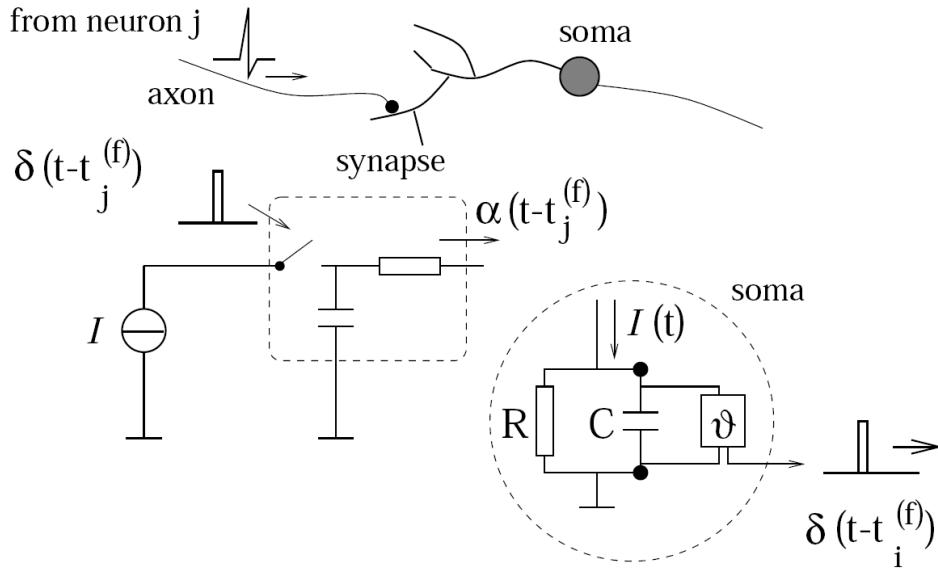 from neuron j
soma
axon
synapse
δ(t-t_j^(f))
α(t-t_j^(f))
I
soma
I(t)
R
C
ϑ
δ(t-t_i^(f))